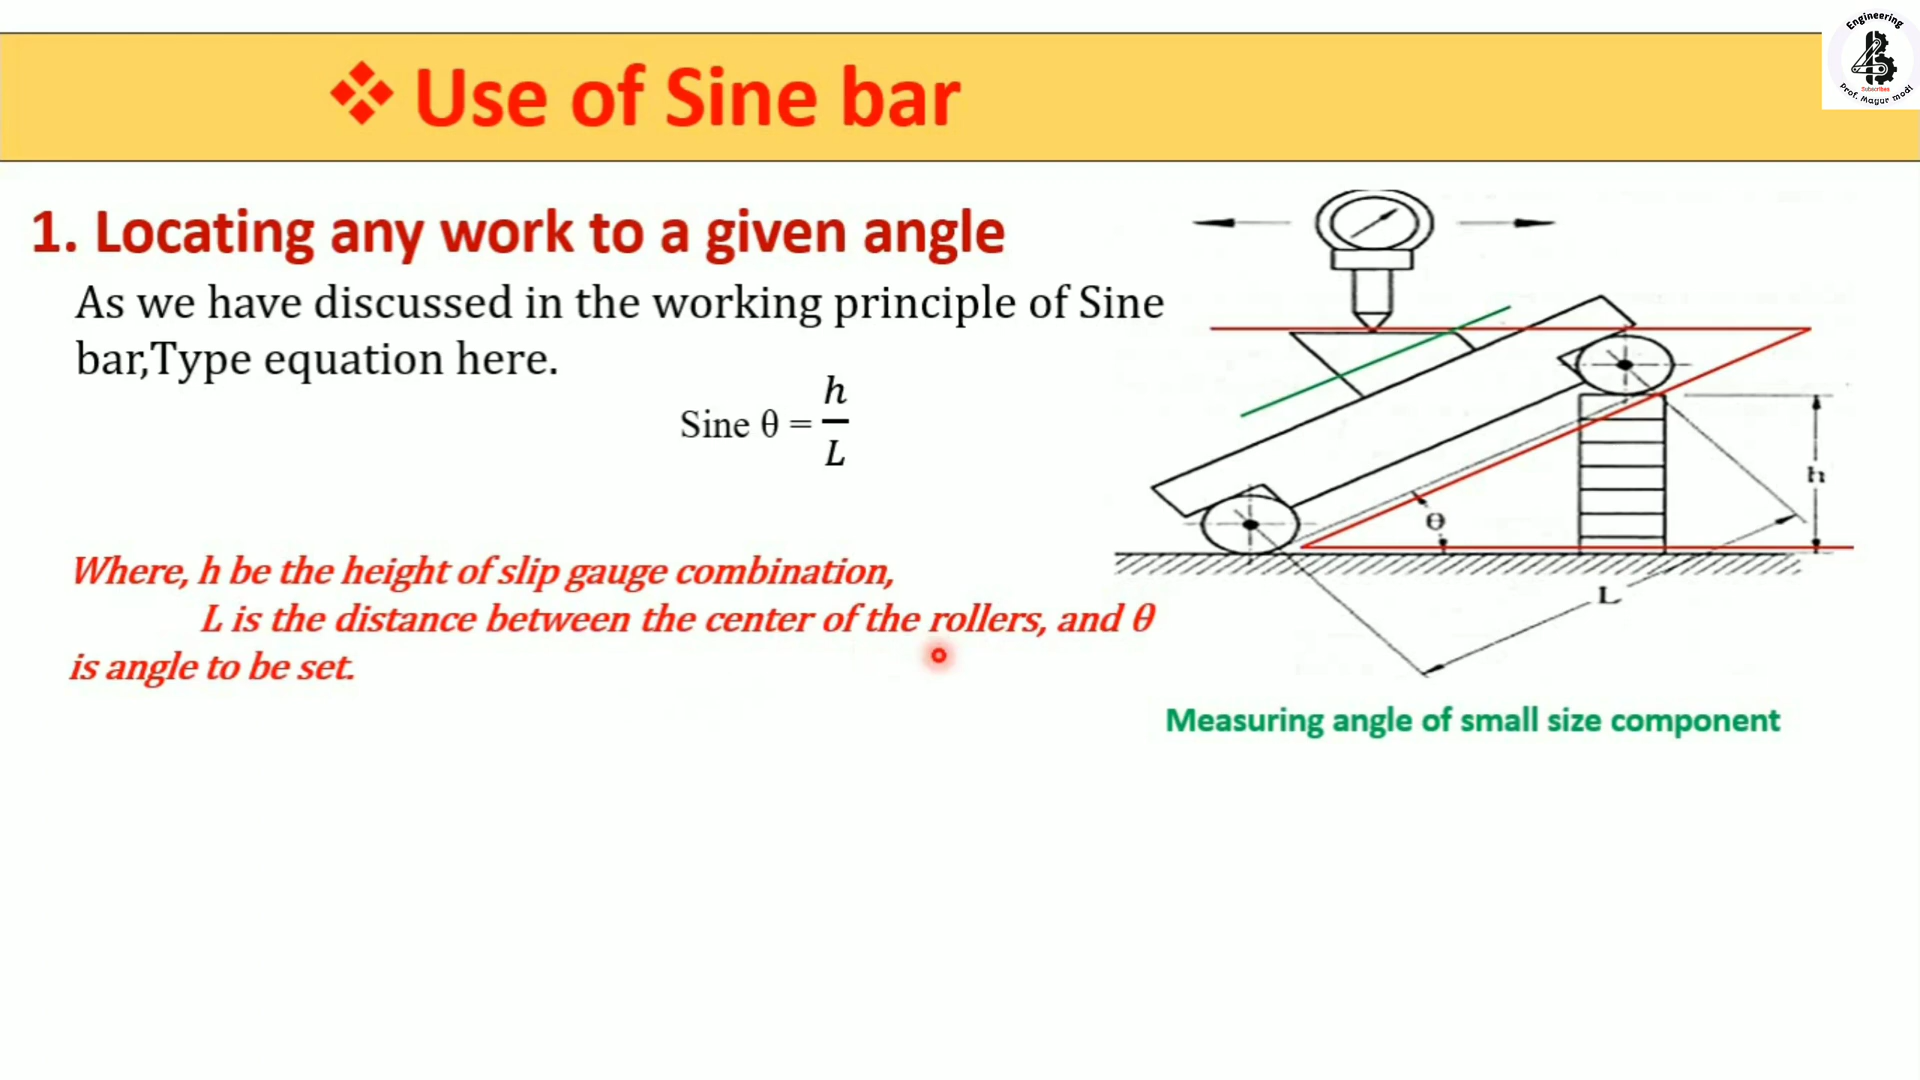 Engineering
Subscribes
Prof. Mayur modi
❖ Use of Sine bar
1. Locating any work to a given angle
As we have discussed in the working principle of Sine
bar,Type equation here.
Sine θ = h/L
Where, h be the height of slip gauge combination,
L is the distance between the center of the rollers, and θ
is angle to be set.
h
θ
L
Measuring angle of small size component